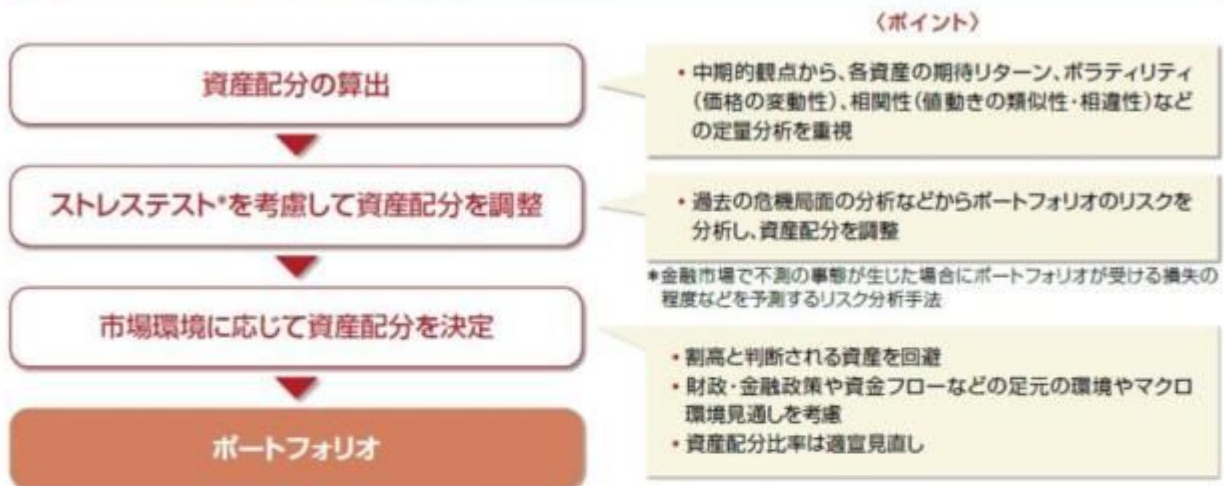 〈ポイント〉
資産配分の算出
• 中期的観点から、各資産の期待リターン、ボラティリティ
(価格の変動性)、相関性(値動きの類似性・相違性)など
の定量分析を重視
ストレステスト*を考慮して資産配分を調整
• 過去の危機局面の分析などからポートフォリオのリスクを
分析し、資産配分を調整
*金融市場で不測の事態が生じた場合にポートフォリオが受ける損失の
程度などを予測するリスク分析手法
市場環境に応じて資産配分を決定
• 割高と判断される資産を回避
• 財政・金融政策や資金フローなどの足元の環境やマクロ
環境見通しを考慮
• 資産配分比率は適宜見直し
ポートフォリオ